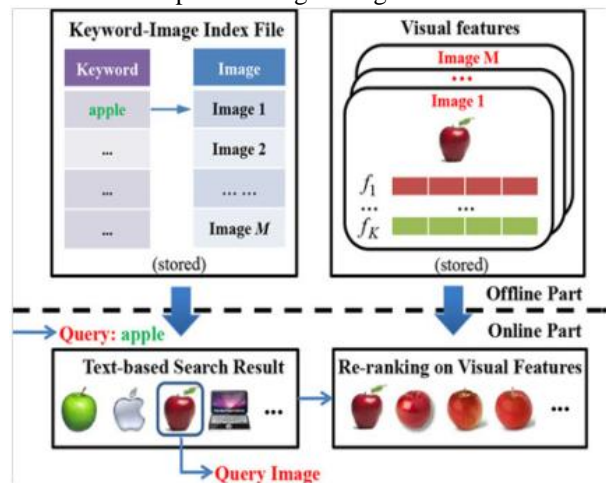 Keyword-Image Index File
Keyword
Image
apple
Image 1
...
Image 2
...
... ...
...
Image M
(stored)
Visual features
Image M
...
Image 1
f1
...
...
fK
(stored)
Offline Part
Online Part
Query: apple
Text-based Search Result
...
Query Image
Re-ranking on Visual Features
...